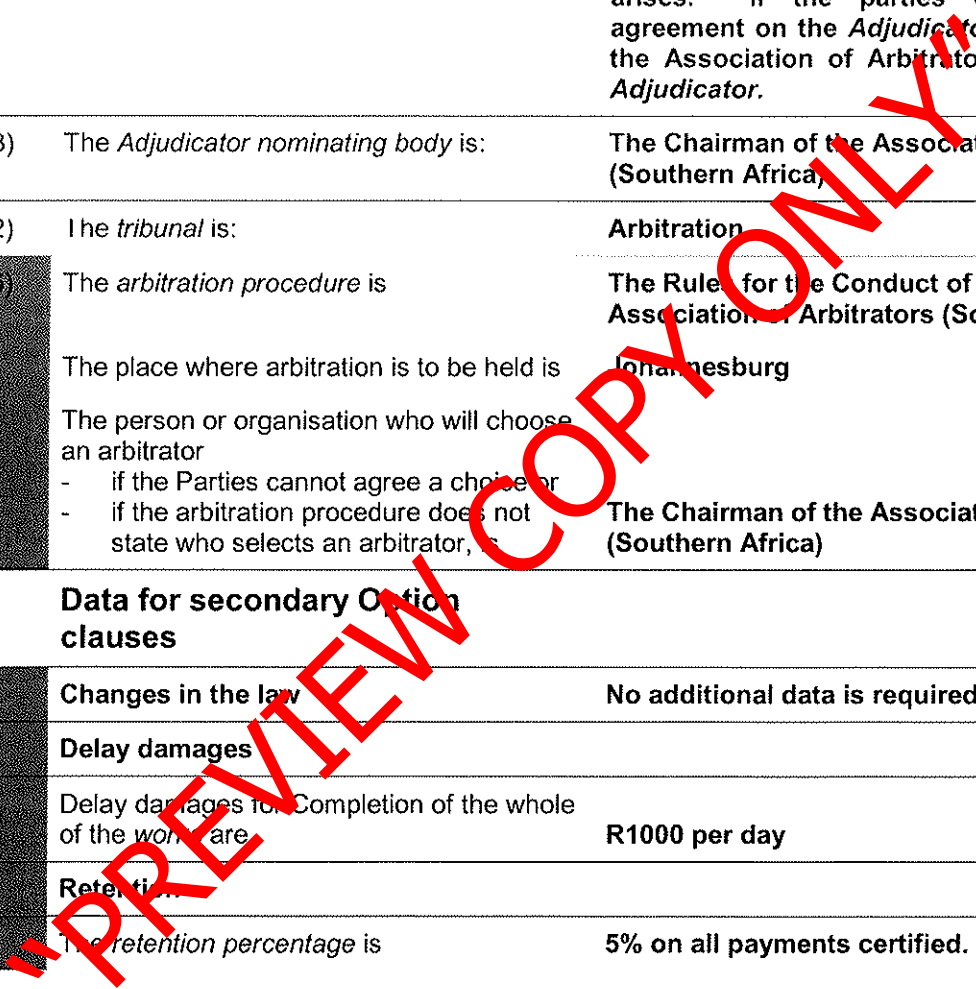 agreement on the Adjudicato
the Association of Arbitrato
Adjudicator.
3) The Adjudicator nominating body is: The Chairman of the Associat
(Southern Africa)
2) The tribunal is: Arbitration
The arbitration procedure is The Rules for the Conduct of
Association of Arbitrators (So
The place where arbitration is to be held is Johannesburg
The person or organisation who will choose
an arbitrator
- if the Parties cannot agree a choice or
- if the arbitration procedure does not The Chairman of the Associat
state who selects an arbitrator, is (Southern Africa)
Data for secondary Option
clauses
Changes in the law No additional data is required
Delay damages
Delay damages for Completion of the whole
of the works are R1000 per day
Retention
The retention percentage is 5% on all payments certified.
"PREVIEW COPY ONLY"